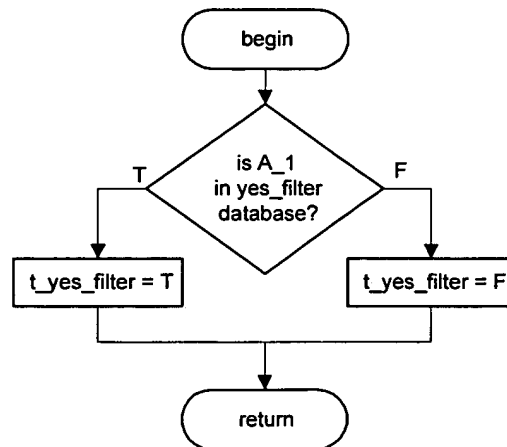 begin
T
F
is A_1
in yes_filter
database?
t_yes_filter = T
t_yes_filter = F
return